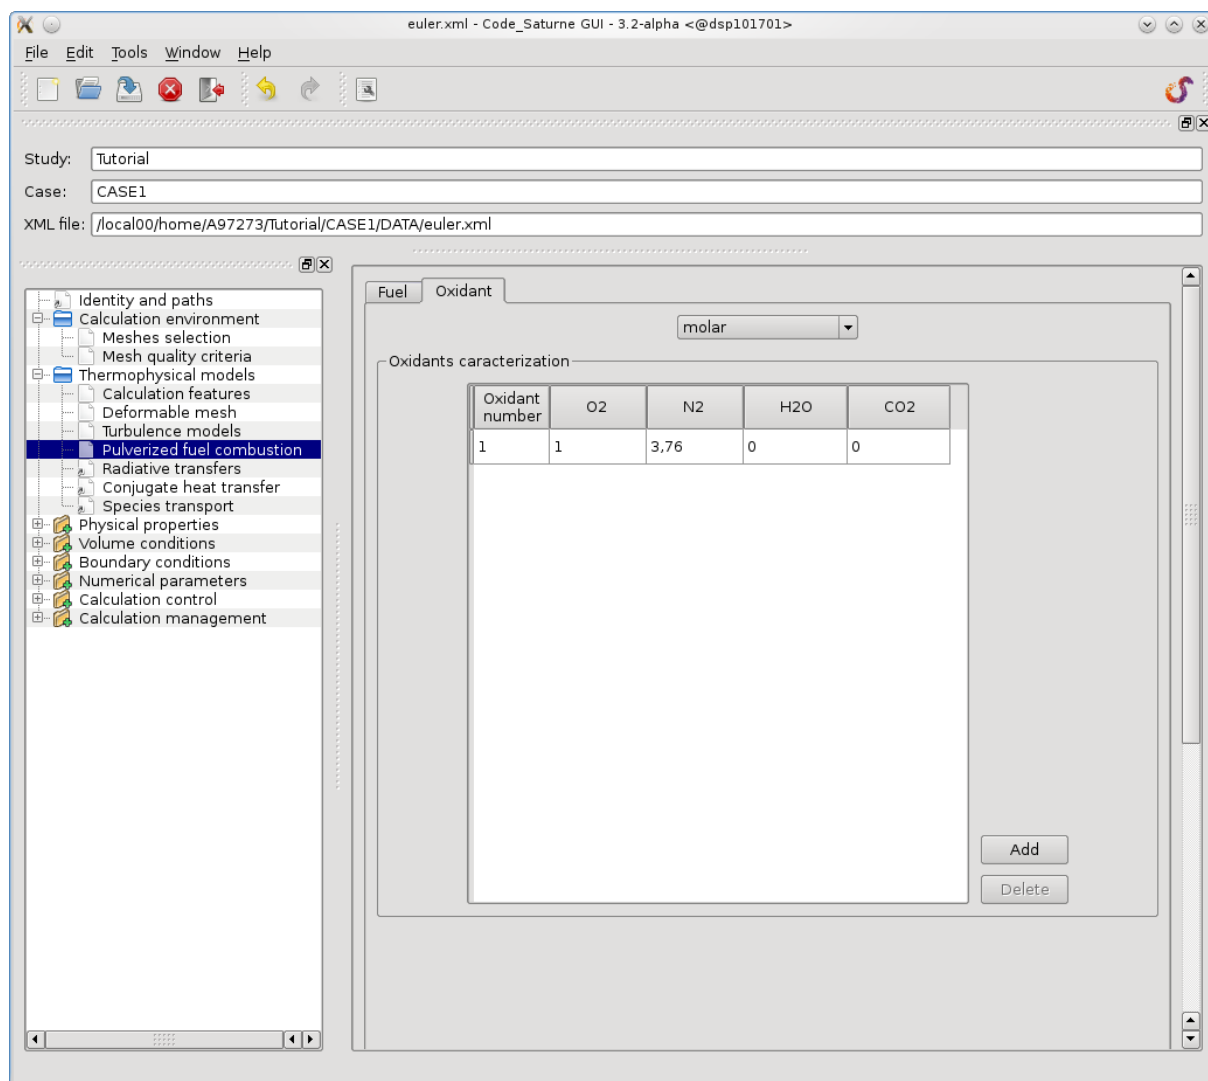 euler.xml - Code_Saturne GUI - 3.2-alpha <@dsp101701>
File Edit Tools Window Help
Study: Tutorial
Case: CASE1
XML file: /local00/home/A97273/Tutorial/CASE1/DATA/euler.xml
Identity and paths
Calculation environment
Meshes selection
Mesh quality criteria
Thermophysical models
Calculation features
Deformable mesh
Turbulence models
Pulverized fuel combustion
Radiative transfers
Conjugate heat transfer
Species transport
Physical properties
Volume conditions
Boundary conditions
Numerical parameters
Calculation control
Calculation management
Fuel Oxidant
molar
Oxidants caracterization
Oxidant number O2 N2 H2O CO2
1 1 3,76 0 0
Add
Delete